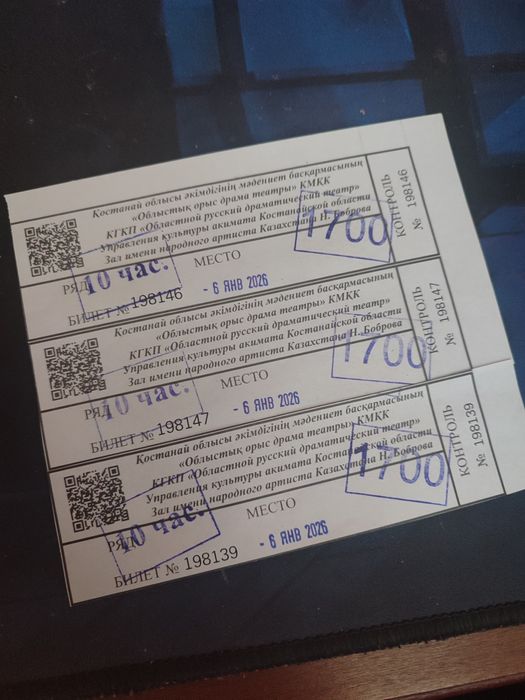 Қостанай облысы әкімдігінің мәдениет басқармасының
«Облыстық орыс драма театры» КМҚК
КГКП «Областной русский драматический театр»
Управления культуры акимата Костанайской области
Зал имени народного артиста Казахстана Н. Боброва
РЯД
10 час.
МЕСТО
1700
БИЛЕТ № 198146
- 6 ЯНВ 2026
КОНТРОЛЬ
№ 198146
Қостанай облысы әкімдігінің мәдениет басқармасының
«Облыстық орыс драма театры» КМҚК
КГКП «Областной русский драматический театр»
Управления культуры акимата Костанайской области
Зал имени народного артиста Казахстана Н. Боброва
РЯД
10 час.
МЕСТО
1700
БИЛЕТ № 198147
- 6 ЯНВ 2026
КОНТРОЛЬ
№ 198147
Қостанай облысы әкімдігінің мәдениет басқармасының
«Облыстық орыс драма театры» КМҚК
КГКП «Областной русский драматический театр»
Управления культуры акимата Костанайской области
Зал имени народного артиста Казахстана Н. Боброва
РЯД
10 час.
МЕСТО
1700
БИЛЕТ № 198139
- 6 ЯНВ 2026
КОНТРОЛЬ
№ 198139